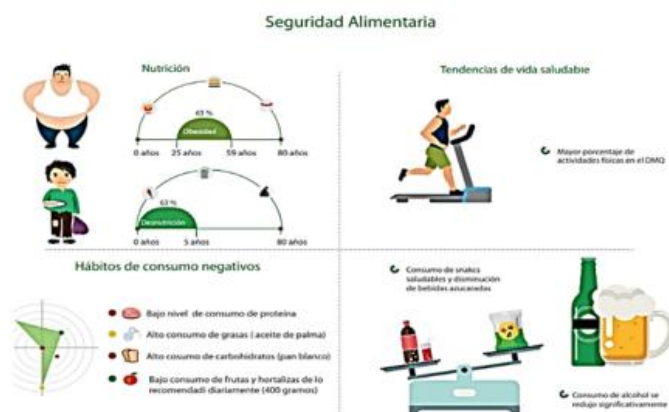 Seguridad Alimentaria
Nutrición
63 %
Obesidad
0 años
25 años
59 años
80 años
63 %
Desnutrición
0 años
5 años
80 años
Tendencias de vida saludable
Mayor porcentaje de
actividades físicas en el DMQ
Hábitos de consumo negativos
Bajo nivel de consumo de proteína
Alto consumo de grasas ( aceite de palma)
Alto cosumo de carbohidratos (pan blanco)
Bajo consumo de frutas y hortalizas de lo
recomendadi diariamente (400 gramos)
Consumo de snaks
saludables y disminución
de bebidas azucaradas
Consumo de alcohol se
redujo significativamente